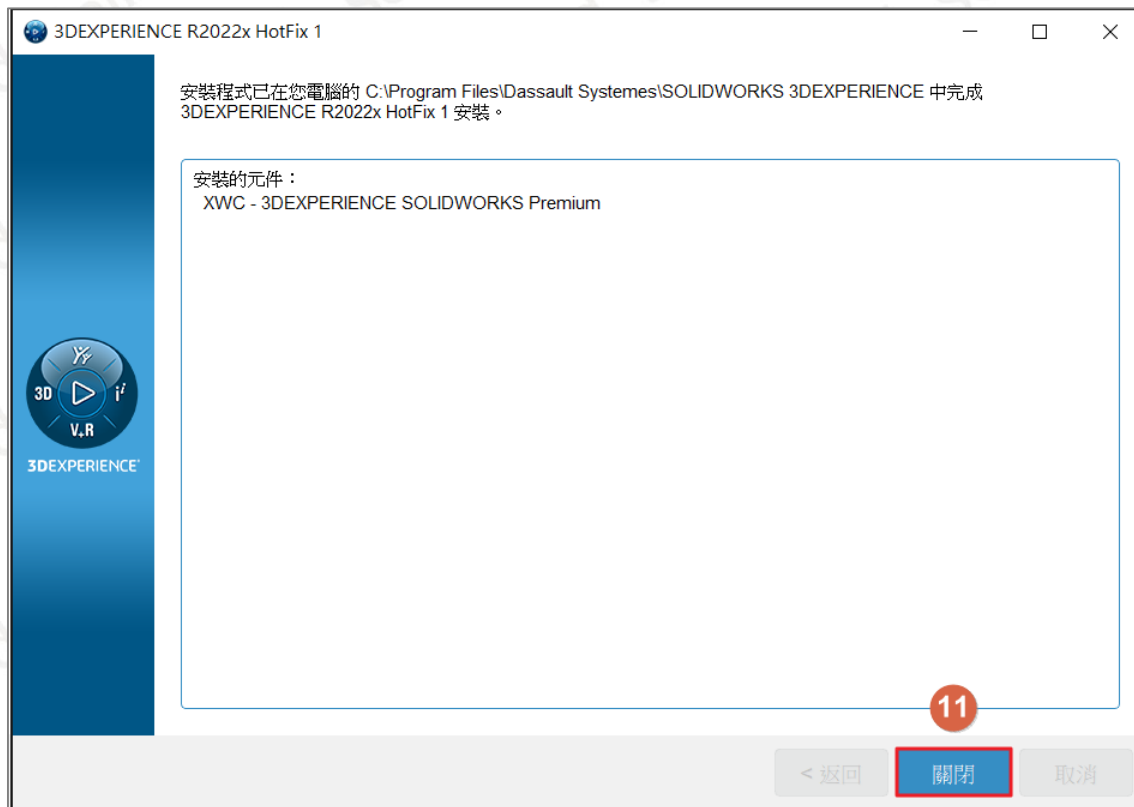 3DEXPERIENCE R2022x HotFix 1
安裝程式已在您電腦的 C:\Program Files\Dassault Systemes\SOLIDWORKS 3DEXPERIENCE 中完成
3DEXPERIENCE R2022x HotFix 1 安裝。
安裝的元件：
XWC - 3DEXPERIENCE SOLIDWORKS Premium
3D
i
V+R
3DEXPERIENCE
11
< 返回
關閉
取消